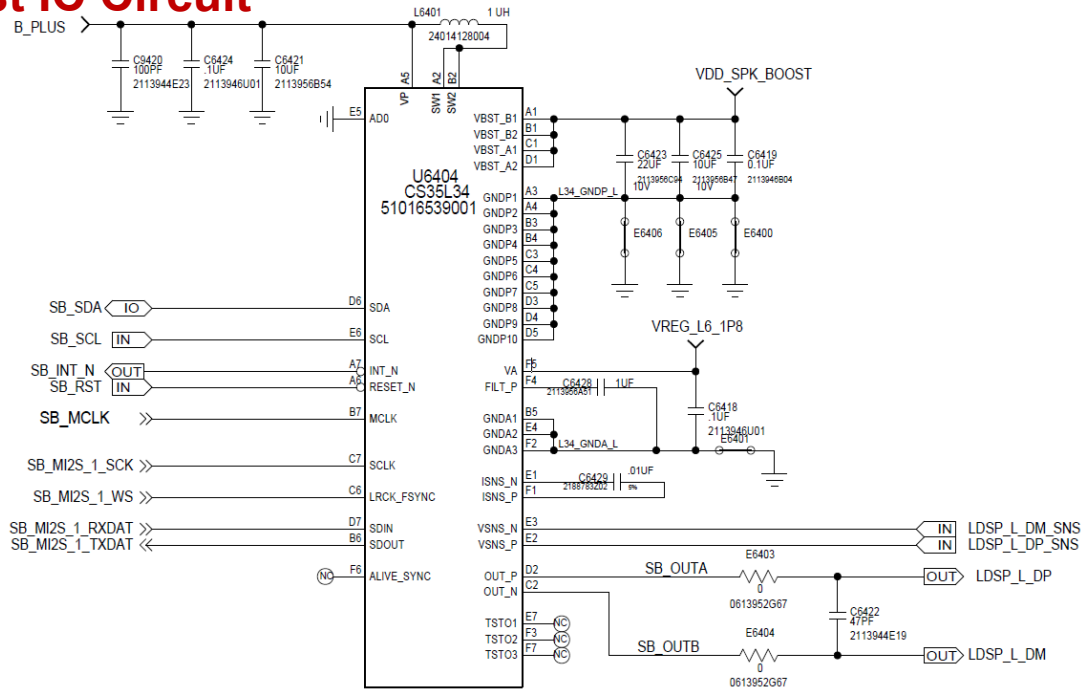 st IC Circuit
B_PLUS
L6401 1 UH
24014128004
C9420
100PF
2113944E23
C6424
.1UF
2113946U01
C6421
10UF
2113956B54
VP A5
SW1 A2
SW2 B2
VDD_SPK_BOOST
E5 AD0
U6404
CS35L34
51016539001
VBST_B1 A1
VBST_B2 B1
VBST_A1 C1
VBST_A2 D1
C6423
22UF
2113956C94
10V
C6425
10UF
2113956B47
10V
C6419
0.1UF
2113946B04
GNDP1 A3 L34_GNDP_L
GNDP2 A4
GNDP3 B3
GNDP4 B4
GNDP5 C3
GNDP6 C4
GNDP7 C5
GNDP8 D3
GNDP9 D4
GNDP10 D5
E6406
E6405
E6400
SB_SDA IO D6 SDA
SB_SCL IN E6 SCL
SB_INT_N OUT A7 INT_N
SB_RST IN A6 RESET_N
SB_MCLK B7 MCLK
SB_MI2S_1_SCK C7 SCLK
SB_MI2S_1_WS C6 LRCK_FSYNC
SB_MI2S_1_RXDAT D7 SDIN
SB_MI2S_1_TXDAT B6 SDOUT
NC F6 ALIVE_SYNC
VREG_L6_1P8
VA F5
FILT_P F4
C6428 1UF
2113956A51
C6418
.1UF
2113946U01
E6401
GNDA1 B5
GNDA2 E4
GNDA3 F2 L34_GNDA_L
ISNS_N E1
ISNS_P F1
C6429 .01UF
2188783Z02
VSNS_N E3 IN LDSP_L_DM_SNS
VSNS_P E2 IN LDSP_L_DP_SNS
OUT_P D2 SB_OUTA
OUT_N C2
E6403
0
0613952G67
OUT LDSP_L_DP
C6422
47PF
2113944E19
TSTO1 E7 NC
TSTO2 F3 NC
TSTO3 F7 NC
SB_OUTB
E6404
0
0613952G67
OUT LDSP_L_DM